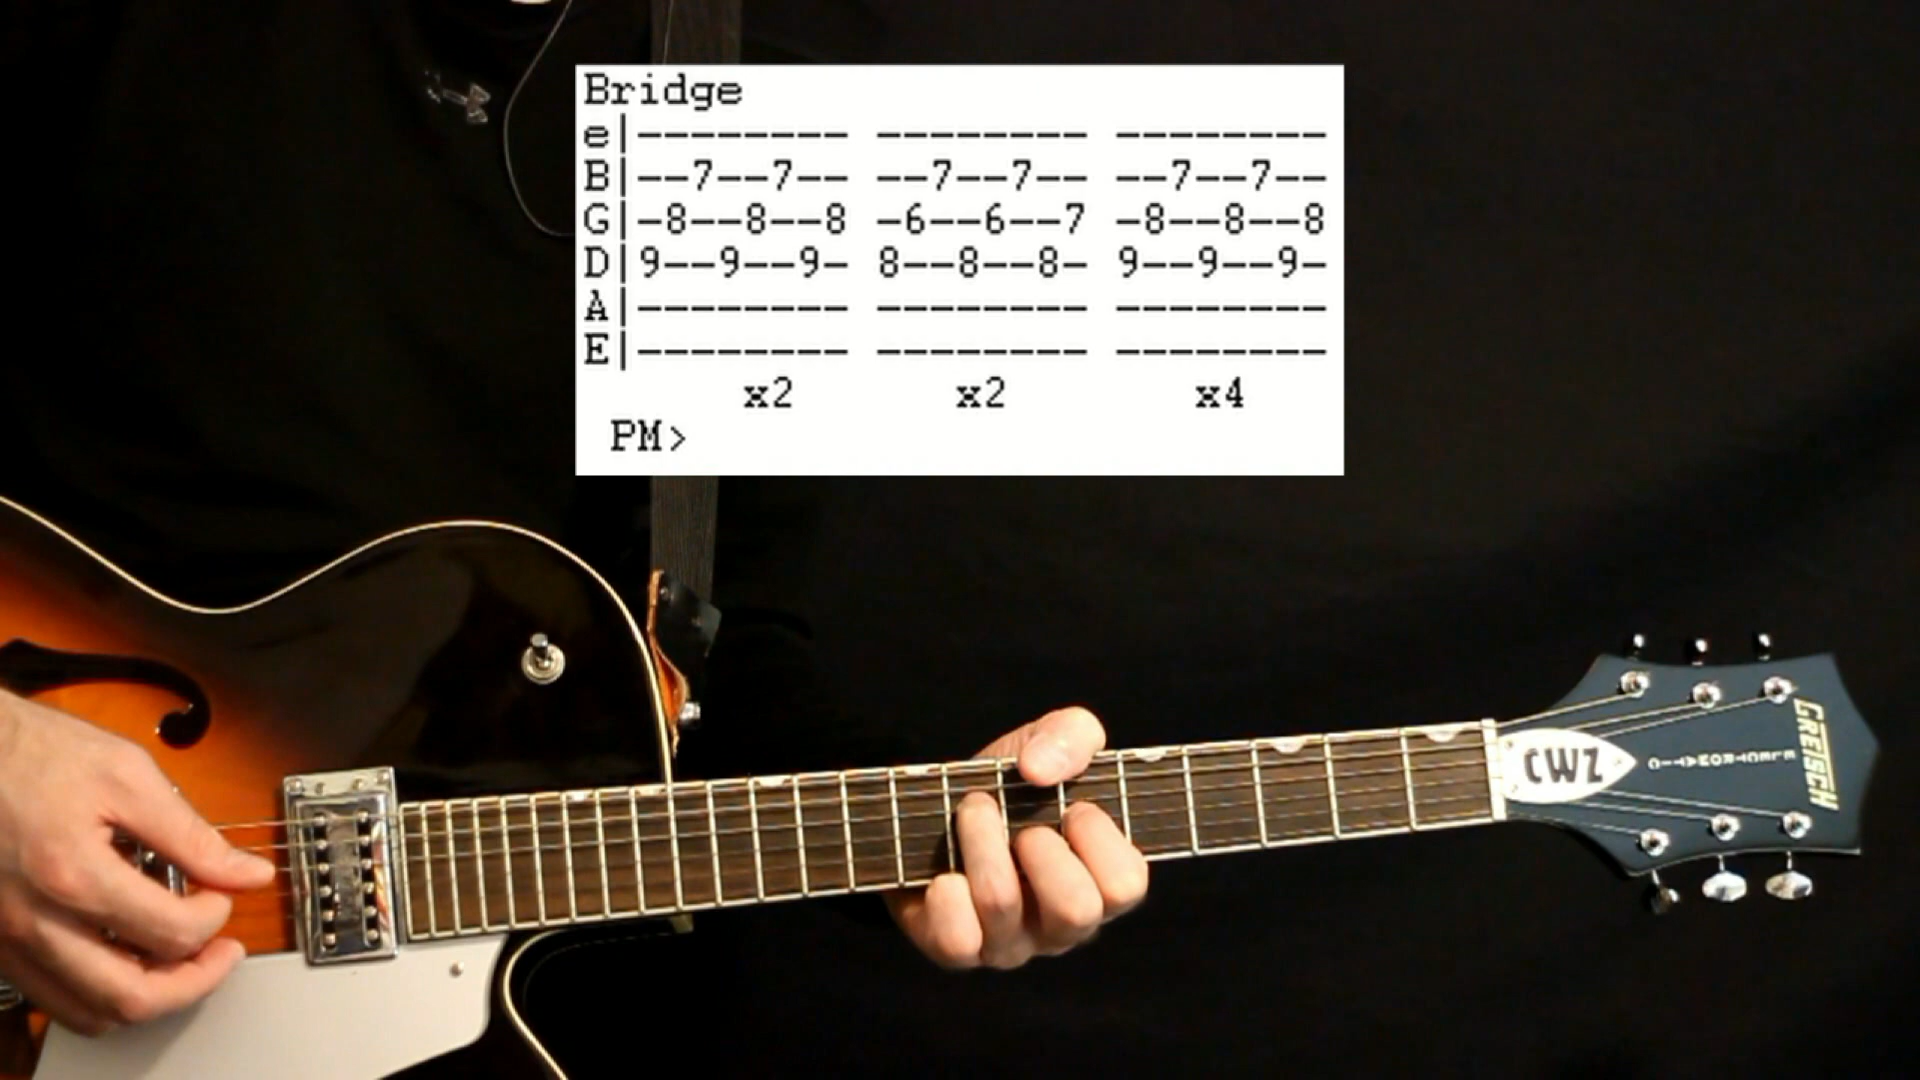 Bridge
e|-------- -------- --------
B|--7--7-- --7--7-- --7--7--
G|-8--8--8 -6--6--7 -8--8--8
D|9--9--9- 8--8--8- 9--9--9-
A|-------- -------- --------
E|-------- -------- --------
x2 x2 x4
PM>
CWZ
ELECTROMATIC
GRETSCH